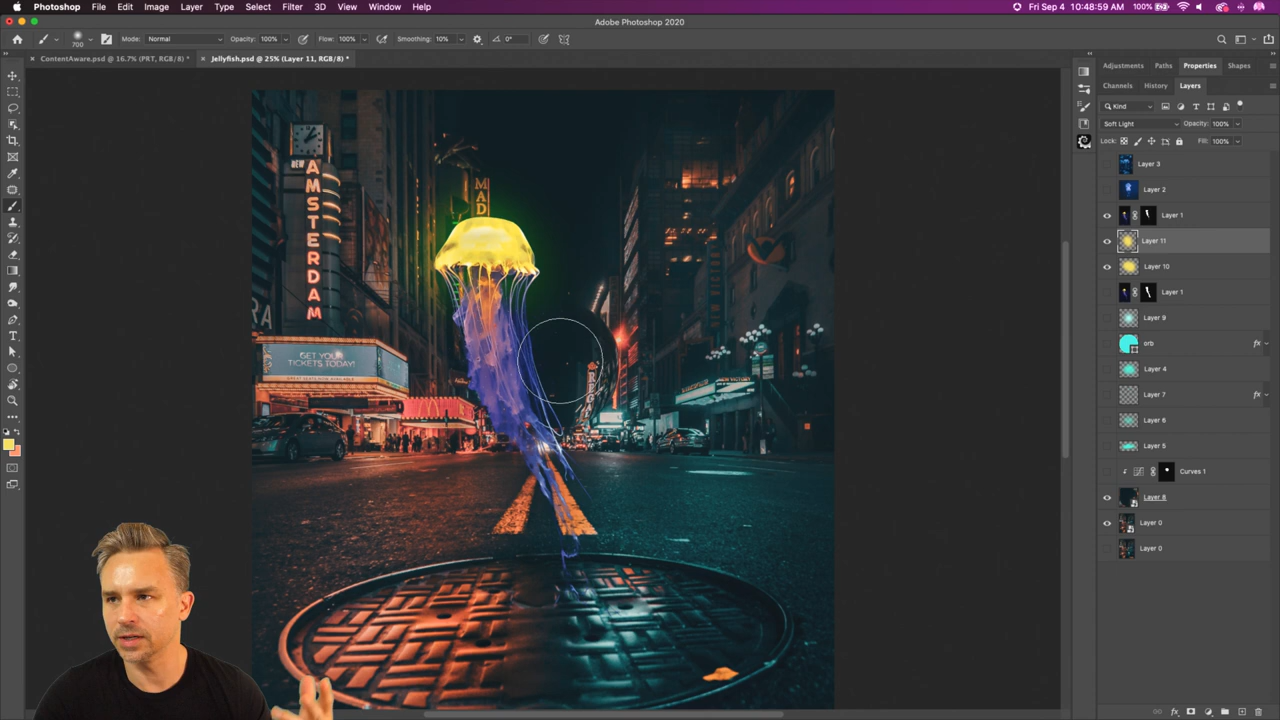 Photoshop File Edit Image Layer Type Select Filter 3D View Window Help 100% Fri Sep 4 10:48:59 AM
Adobe Photoshop 2020
700 Mode: Normal Opacity: 100% Flow: 100% Smoothing: 10% 0°
ContentAware.psd @ 16.7% (PRT, RGB/8) * Jellyfish.psd @ 25% (Layer 11, RGB/8) *
Adjustments Paths Properties Shapes
Channels History Layers
Kind
Soft Light Opacity: 100%
Lock: Fill: 100%
Layer 3
Layer 2
Layer 1
Layer 11
Layer 10
Layer 1
Layer 9
orb fx
Layer 4
Layer 7 fx
Layer 6
Layer 5
Curves 1
Layer 8
Layer 0
Layer 0
NEW
AMSTERDAM
MAD
GET YOUR
TICKETS TODAY!